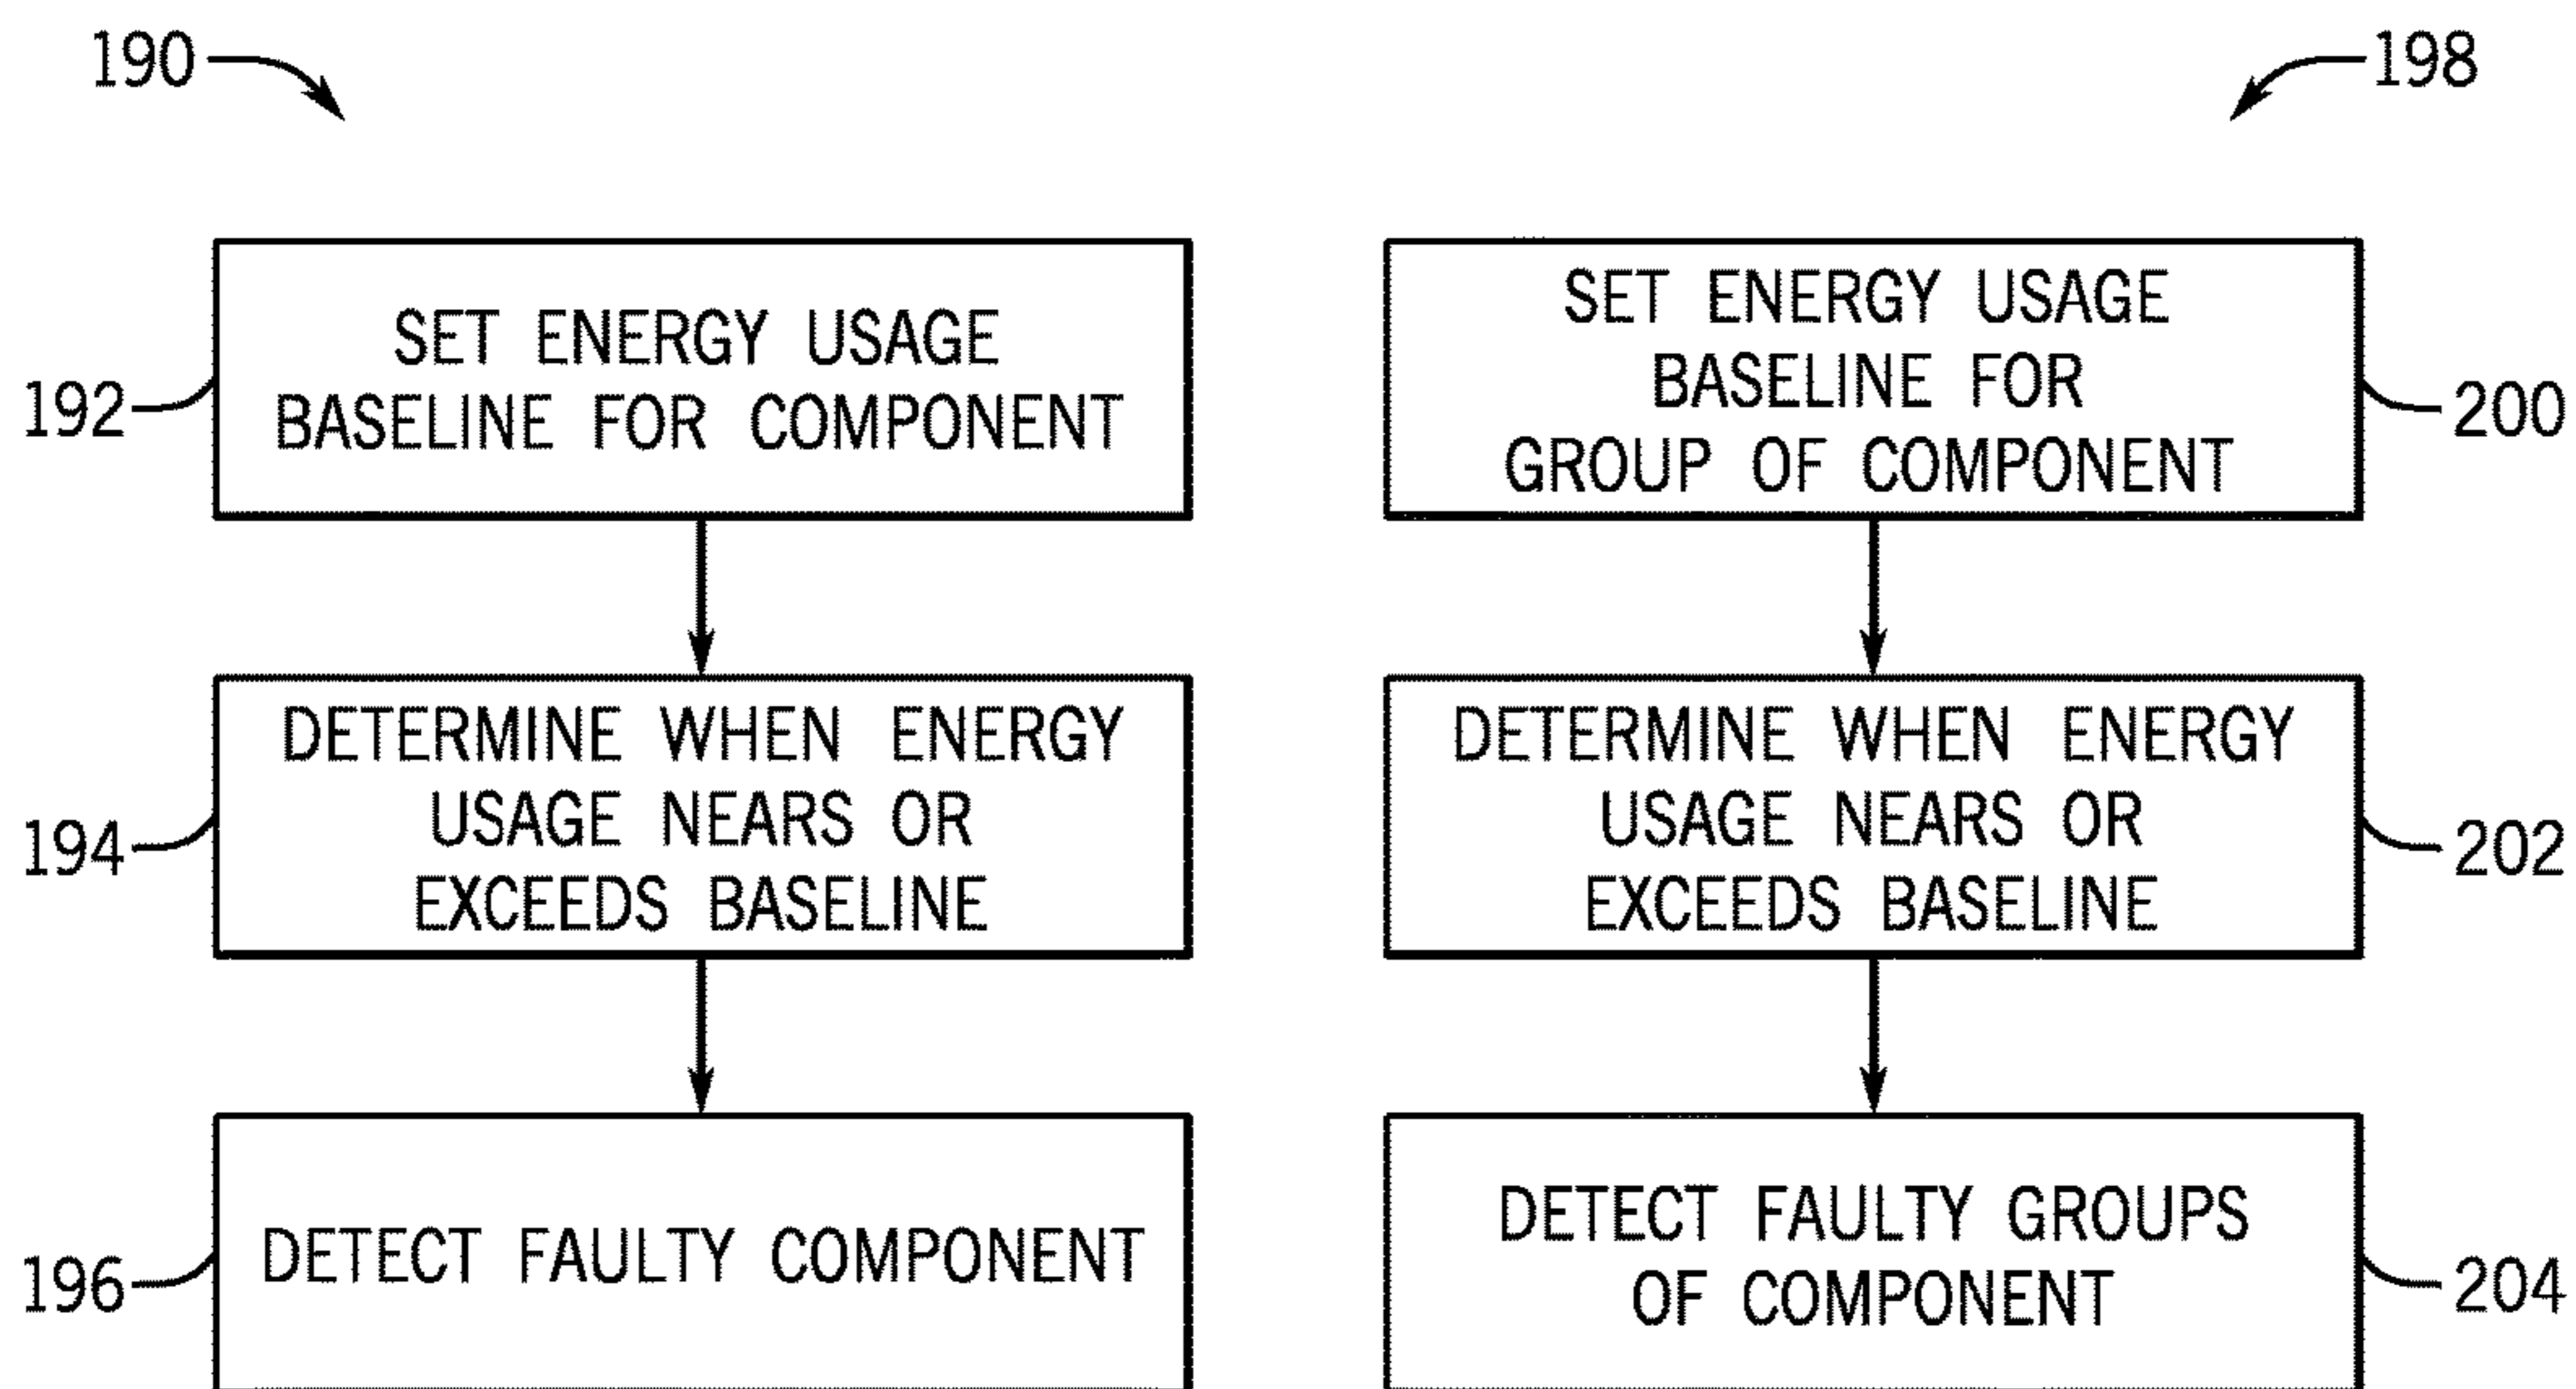 190
192
SET ENERGY USAGE
BASELINE FOR COMPONENT
194
DETERMINE WHEN ENERGY
USAGE NEARS OR
EXCEEDS BASELINE
196
DETECT FAULTY COMPONENT
198
SET ENERGY USAGE
BASELINE FOR
GROUP OF COMPONENT
200
DETERMINE WHEN ENERGY
USAGE NEARS OR
EXCEEDS BASELINE
202
DETECT FAULTY GROUPS
OF COMPONENT
204